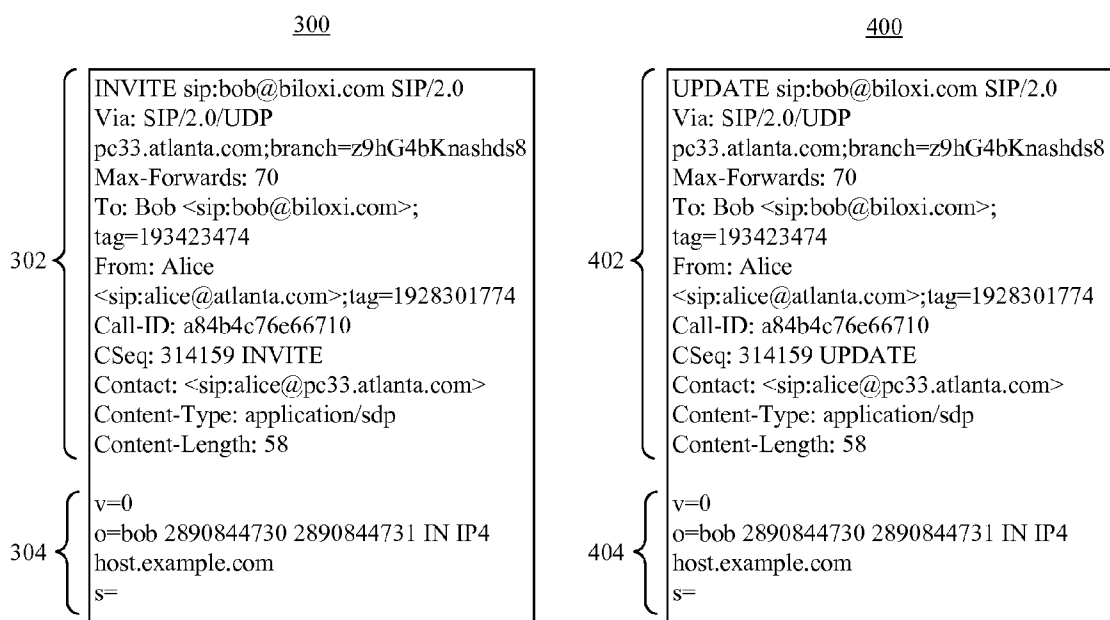 300
INVITE sip:bob@biloxi.com SIP/2.0
Via: SIP/2.0/UDP
pc33.atlanta.com;branch=z9hG4bKnashds8
Max-Forwards: 70
To: Bob <sip:bob@biloxi.com>;
tag=193423474
302
From: Alice
<sip:alice@atlanta.com>;tag=1928301774
Call-ID: a84b4c76e66710
CSeq: 314159 INVITE
Contact: <sip:alice@pc33.atlanta.com>
Content-Type: application/sdp
Content-Length: 58
v=0
o=bob 2890844730 2890844731 IN IP4
304
host.example.com
s=
400
UPDATE sip:bob@biloxi.com SIP/2.0
Via: SIP/2.0/UDP
pc33.atlanta.com;branch=z9hG4bKnashds8
Max-Forwards: 70
To: Bob <sip:bob@biloxi.com>;
tag=193423474
402
From: Alice
<sip:alice@atlanta.com>;tag=1928301774
Call-ID: a84b4c76e66710
CSeq: 314159 UPDATE
Contact: <sip:alice@pc33.atlanta.com>
Content-Type: application/sdp
Content-Length: 58
v=0
o=bob 2890844730 2890844731 IN IP4
404
host.example.com
s=